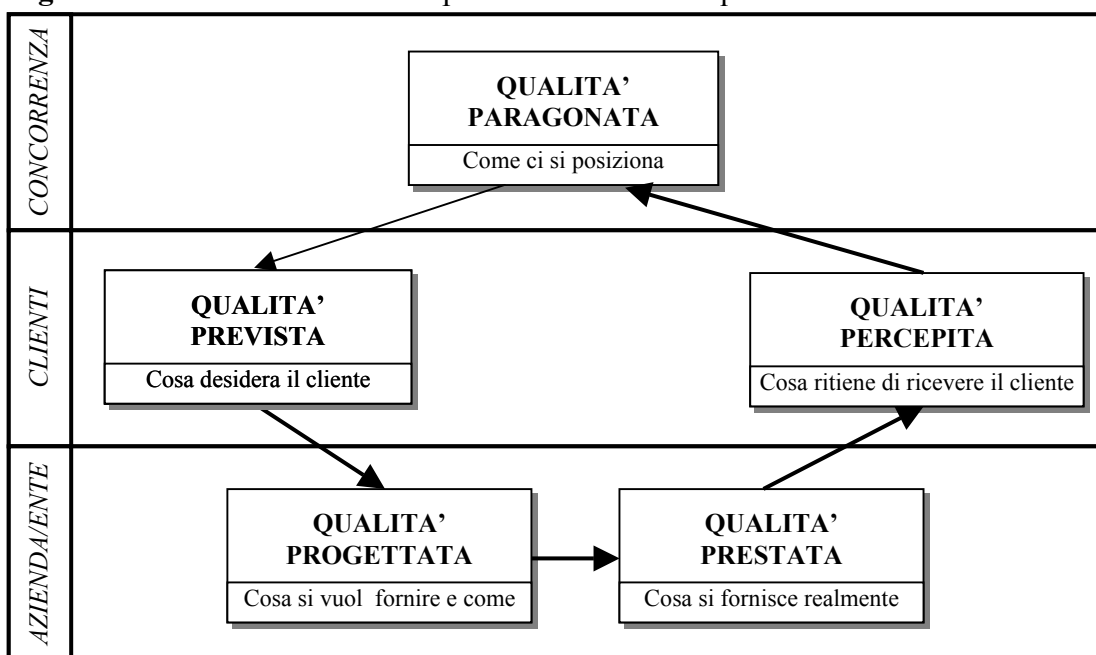 CONCORRENZA
QUALITA’
PARAGONATA
Come ci si posiziona
CLIENTI
QUALITA’
PREVISTA
Cosa desidera il cliente
QUALITA’
PERCEPITA
Cosa ritiene di ricevere il cliente
AZIENDA/ENTE
QUALITA’
PROGETTATA
Cosa si vuol fornire e come
QUALITA’
PRESTATA
Cosa si fornisce realmente